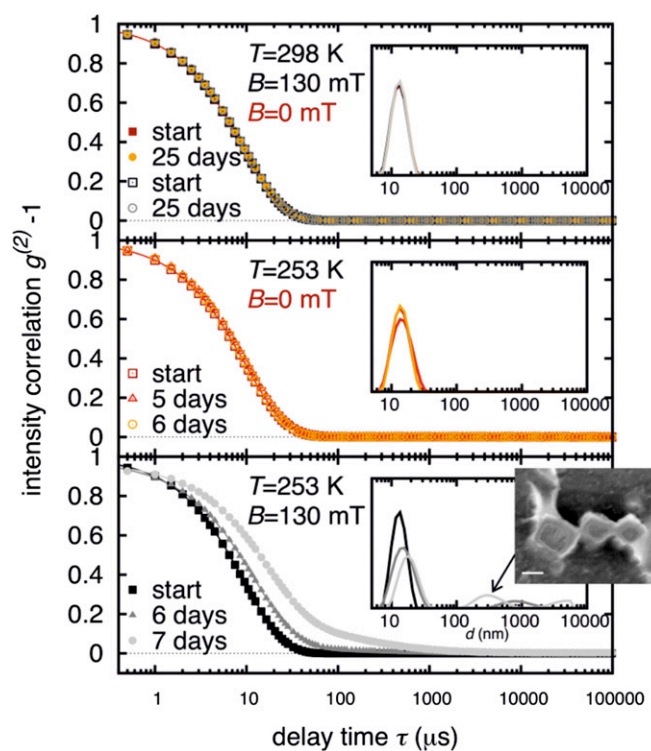 intensity correlation g(2) -1
1
0.8
0.6
0.4
0.2
0
T=298 K
B=130 mT
B=0 mT
start
25 days
start
25 days
10 100 1000 10000
1
0.8
0.6
0.4
0.2
0
T=253 K
B=0 mT
start
5 days
6 days
10 100 1000 10000
1
0.8
0.6
0.4
0.2
0
T=253 K
B=130 mT
start
6 days
7 days
10 100 1000 10000
d (nm)
1 10 100 1000 10000 100000
delay time τ (μs)